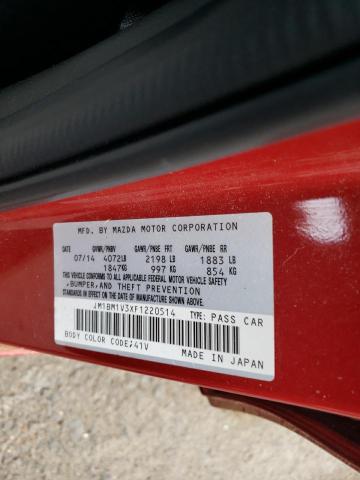 MFD. BY MAZDA MOTOR CORPORATION
07/14 GVWR/PNBV GAWR/PNBE FRT GAWR/PNBE RR
4072LB 2198 LB 1883 LB
1847KG 997 KG 854 KG
THIS VEHICLE CONFORMS TO ALL APPLICABLE FEDERAL MOTOR VEHICLE SAFETY
,BUMPER,AND THEFT PREVENTION
STANDARDS IN EFFECT ON THE DATE OF MANUFACTURE SHOWN ABOVE.
JM1BM1V3XF1220514 TYPE: PASS CAR
BODY COLOR CODE:41V MADE IN JAPAN